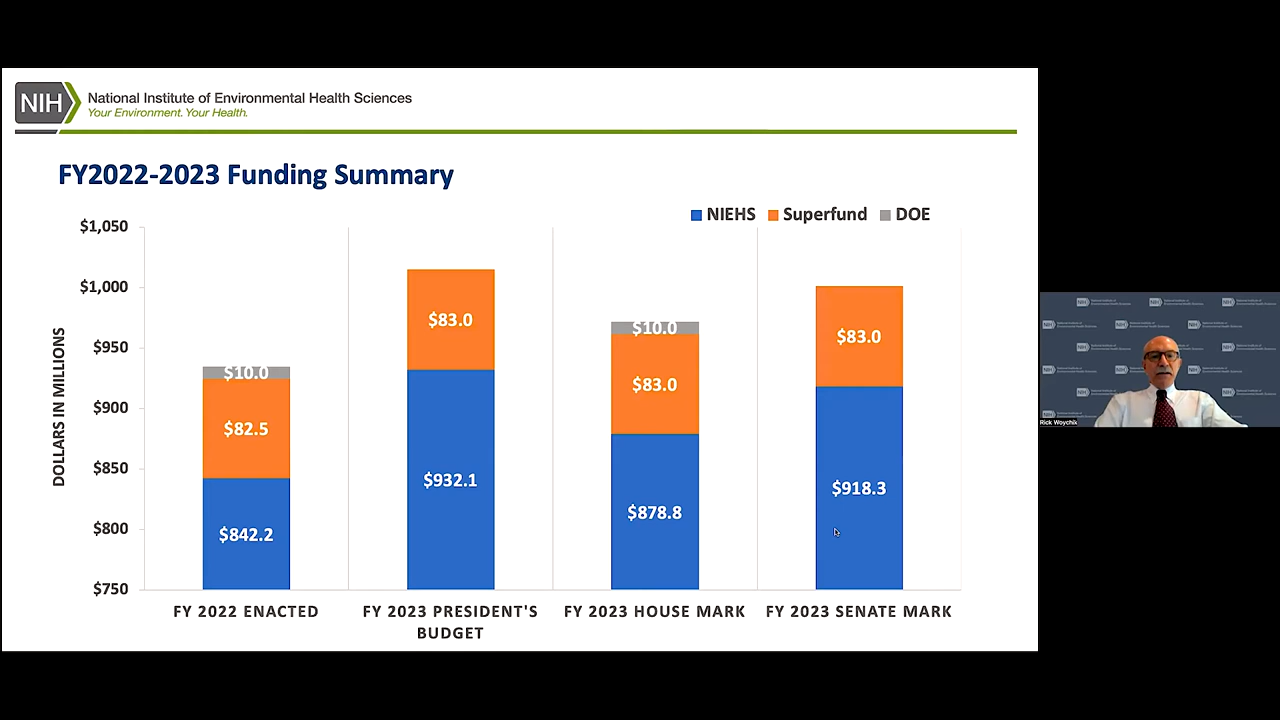 NIH
National Institute of Environmental Health Sciences
Your Environment. Your Health.
FY2022-2023 Funding Summary
NIEHS Superfund DOE
DOLLARS IN MILLIONS
$1,050
$1,000
$950
$900
$850
$800
$750
$10.0
$82.5
$842.2
$83.0
$932.1
$10.0
$83.0
$878.8
$83.0
$918.3
FY 2022 ENACTED
FY 2023 PRESIDENT'S
BUDGET
FY 2023 HOUSE MARK
FY 2023 SENATE MARK
Rick Woychik